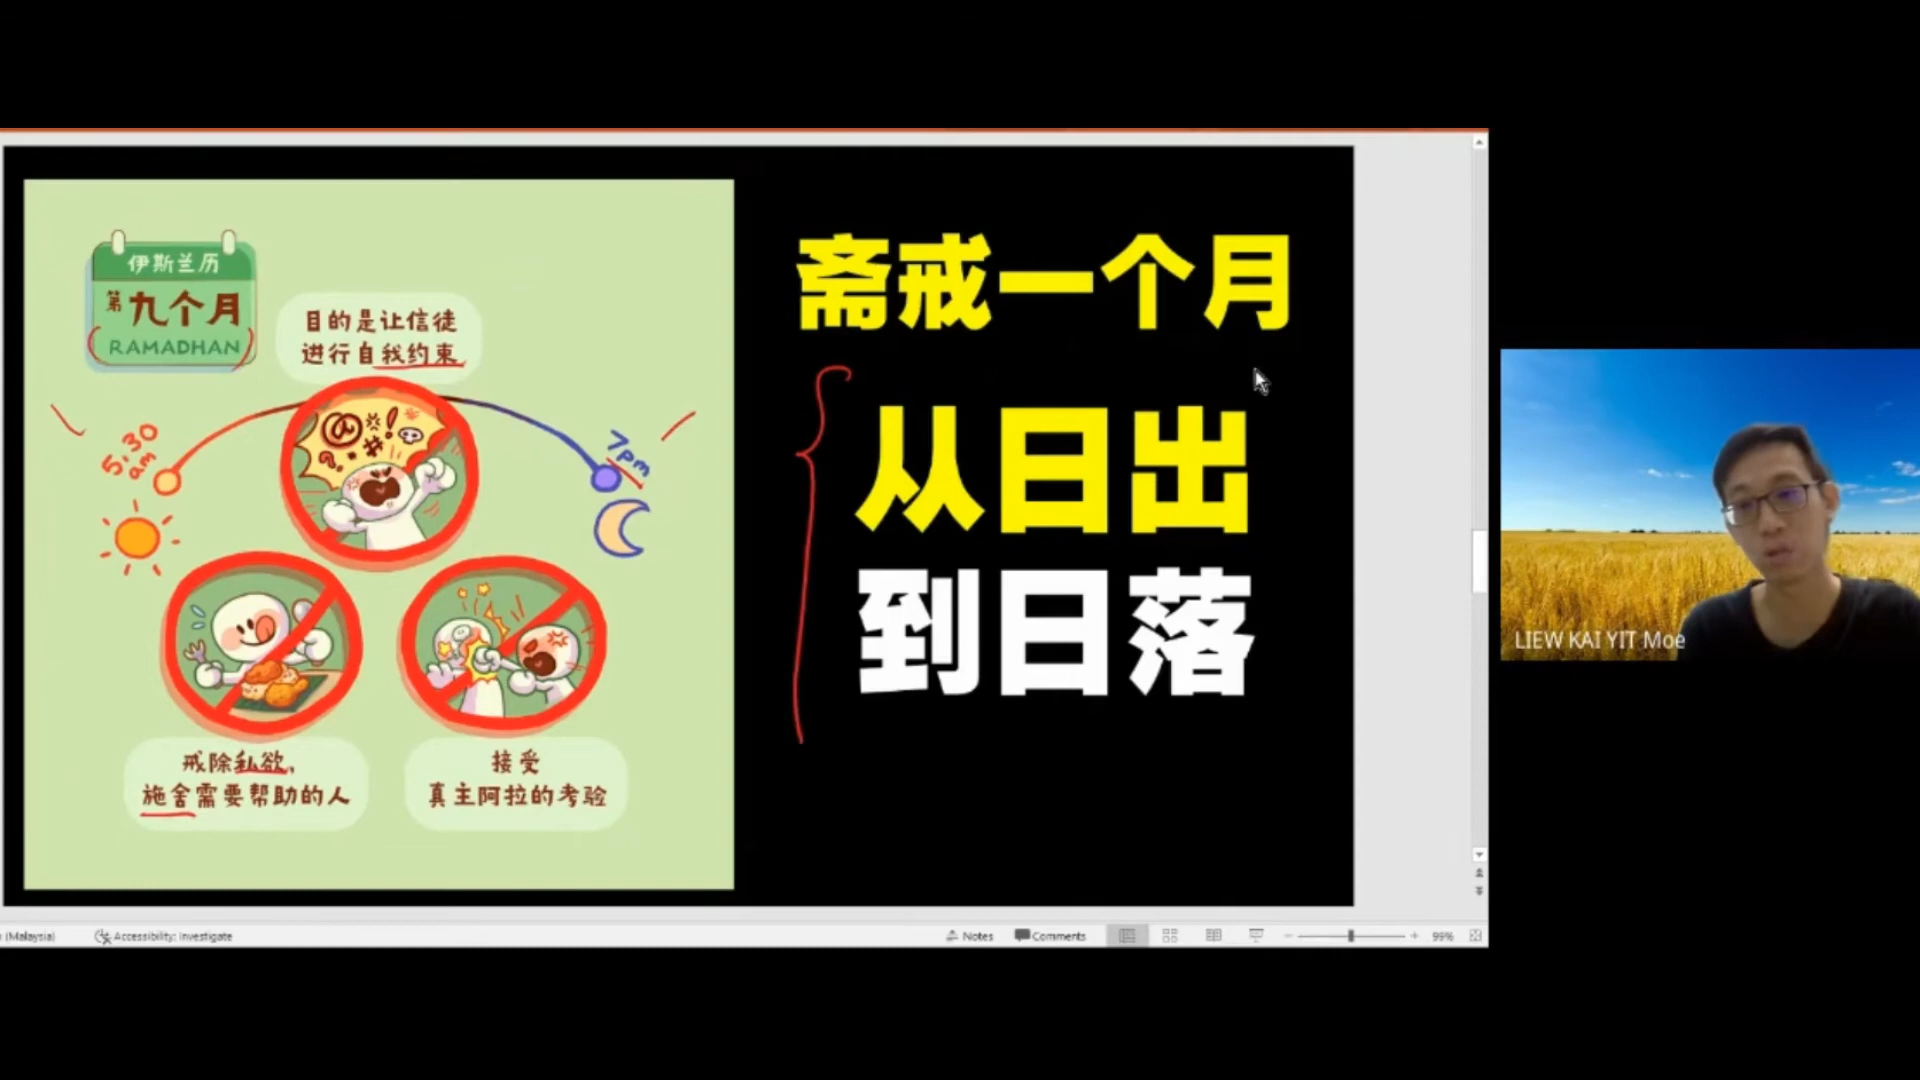 伊斯兰历
第九个月
RAMADHAN
目的是让信徒
进行自我约束
5:30
am
7pm
@
#
?
!
戒除私欲,
施舍需要帮助的人
接受
真主阿拉的考验
斋戒一个月
从日出
到日落
LIEW KAI YIT Moe
(Malaysia)
Accessibility: Investigate
Notes
Comments
99%